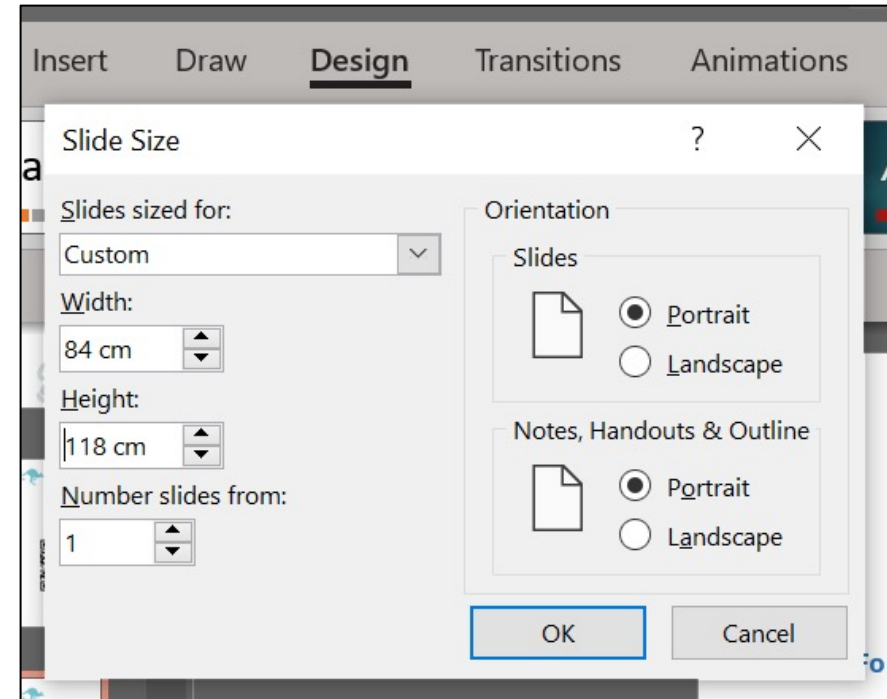 Insert Draw Design Transitions Animations
Slide Size
Slides sized for:
Custom
Width:
84 cm
Height:
118 cm
Number slides from:
1
Orientation
Slides
Portrait
Landscape
Notes, Handouts & Outline
Portrait
Landscape
OK Cancel